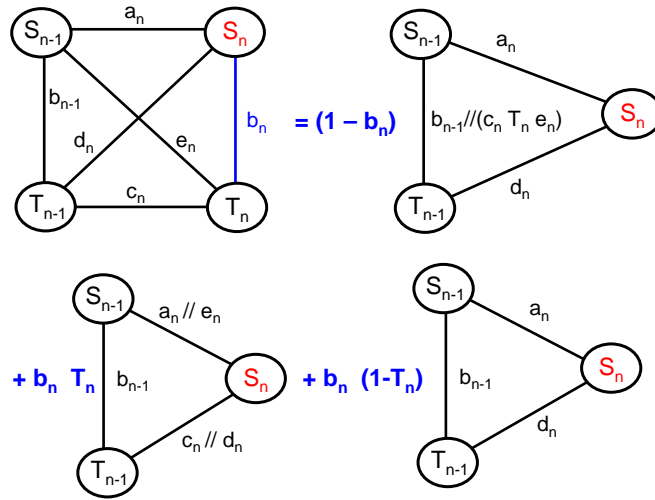 S_{n-1} a_n S_n
b_{n-1} d_n e_n b_n
T_{n-1} c_n T_n
= (1 – b_n)
S_{n-1} a_n
b_{n-1}//(c_n T_n e_n) S_n
T_{n-1} d_n
+ b_n T_n
S_{n-1} a_n // e_n
b_{n-1} S_n
T_{n-1} c_n // d_n
+ b_n (1-T_n)
S_{n-1} a_n
b_{n-1} S_n
T_{n-1} d_n